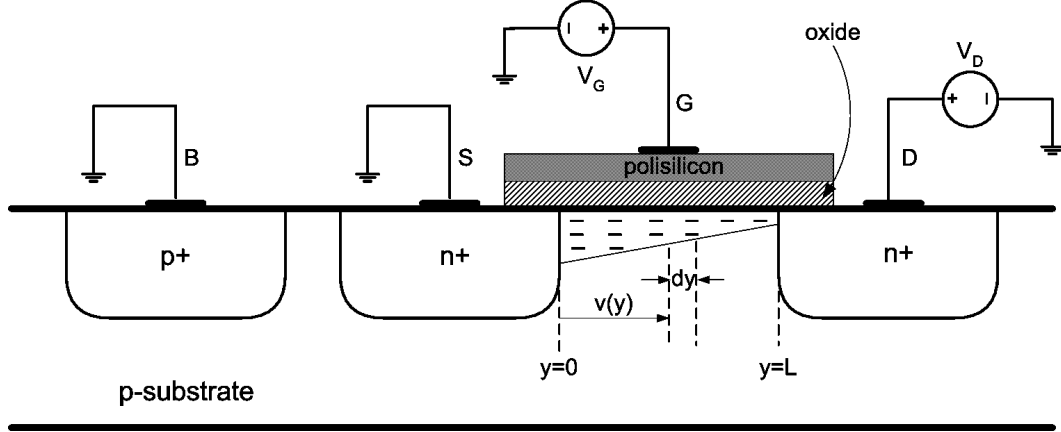 oxide
V_G
V_D
G
B
S
D
polisilicon
p+
n+
n+
dy
v(y)
y=0
y=L
p-substrate